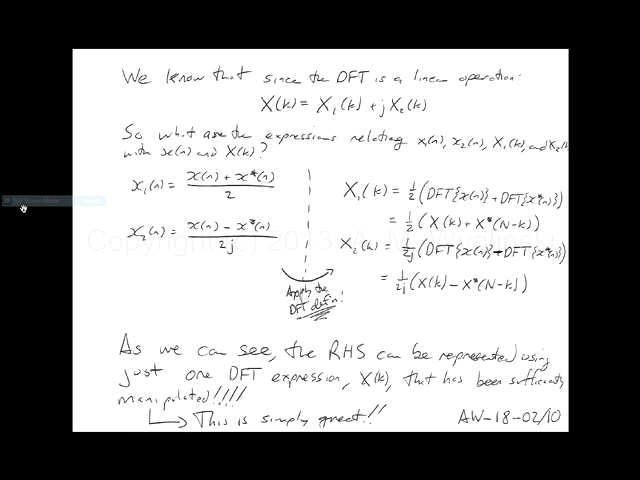 We know that since the DFT is a linear operation:
X(k) = X₁(k) + jX₂(k)
So what are the expressions relating x₁(n), x₂(n), X₁(k), and X₂(k)
with x(n) and X(k)?
x₁(n) = (x(n) + x*(n)) / 2
x₂(n) = (x(n) - x*(n)) / 2j
Apply the
DFT defin!
X₁(k) = 1/2 (DFT{x(n)} + DFT{x*(n)})
= 1/2 (X(k) + X*(N-k))
X₂(k) = 1/2j (DFT{x(n)} - DFT{x*(n)})
= 1/2j (X(k) - X*(N-k))
Copyright (c) 2013 A.
As we can see, the RHS can be represented using
just one DFT expression, X(k), that has been sufficiently
manipulated!!!!!
This is simply great!!
AW-18-02/10